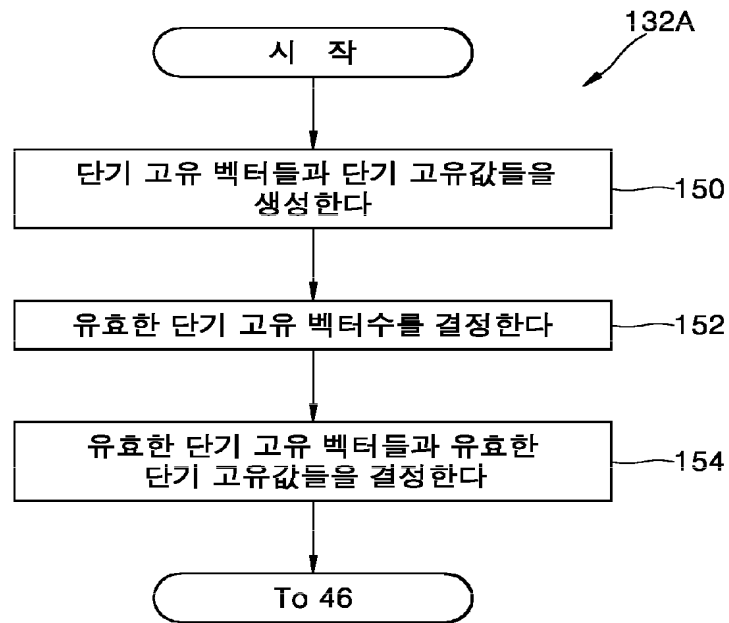 132A
시 작
단기 고유 벡터들과 단기 고유값들을
생성한다
150
유효한 단기 고유 벡터수를 결정한다
152
유효한 단기 고유 벡터들과 유효한
단기 고유값들을 결정한다
154
To 46